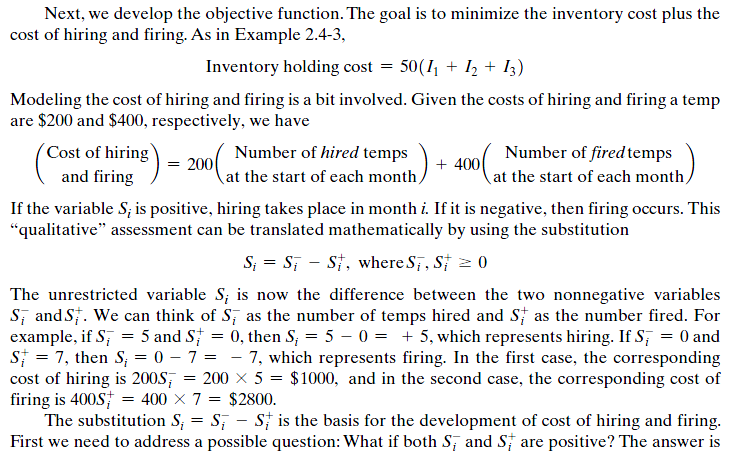 Next, we develop the objective function. The goal is to minimize the inventory cost plus the
cost of hiring and firing. As in Example 2.4-3,
Inventory holding cost = 50(I₁ + I₂ + I₃)
Modeling the cost of hiring and firing is a bit involved. Given the costs of hiring and firing a temp
are $200 and $400, respectively, we have
(Cost of hiring and firing) = 200(Number of hired temps at the start of each month) + 400(Number of fired temps at the start of each month)
If the variable Sᵢ is positive, hiring takes place in month i. If it is negative, then firing occurs. This
“qualitative” assessment can be translated mathematically by using the substitution
Sᵢ = Sᵢ⁻ − Sᵢ⁺, where Sᵢ⁻, Sᵢ⁺ ≥ 0
The unrestricted variable Sᵢ is now the difference between the two nonnegative variables
Sᵢ⁻ and Sᵢ⁺. We can think of Sᵢ⁻ as the number of temps hired and Sᵢ⁺ as the number fired. For
example, if Sᵢ⁻ = 5 and Sᵢ⁺ = 0, then Sᵢ = 5 − 0 = + 5, which represents hiring. If Sᵢ⁻ = 0 and
Sᵢ⁺ = 7, then Sᵢ = 0 − 7 = − 7, which represents firing. In the first case, the corresponding
cost of hiring is 200Sᵢ⁻ = 200 × 5 = $1000, and in the second case, the corresponding cost of
firing is 400Sᵢ⁺ = 400 × 7 = $2800.
The substitution Sᵢ = Sᵢ⁻ − Sᵢ⁺ is the basis for the development of cost of hiring and firing.
First we need to address a possible question: What if both Sᵢ⁻ and Sᵢ⁺ are positive? The answer is